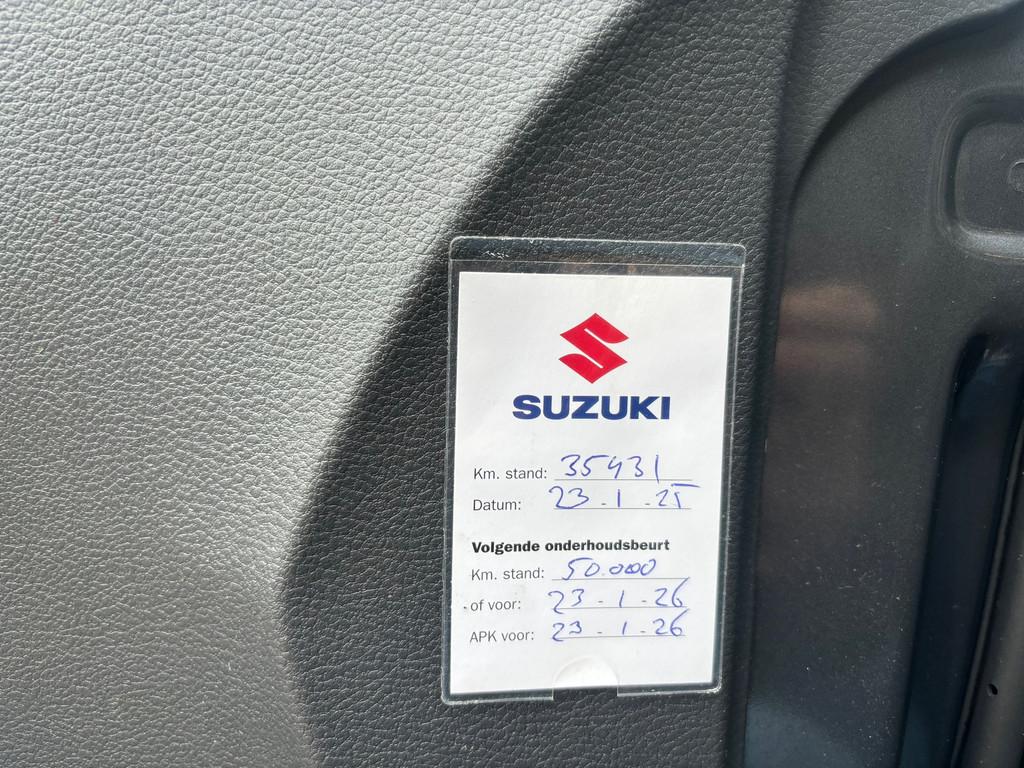 SUZUKI
Km. stand: 35431
Datum: 23-1-25
Volgende onderhoudsbeurt
Km. stand: 50.000
of voor: 23-1-26
APK voor: 23-1-26